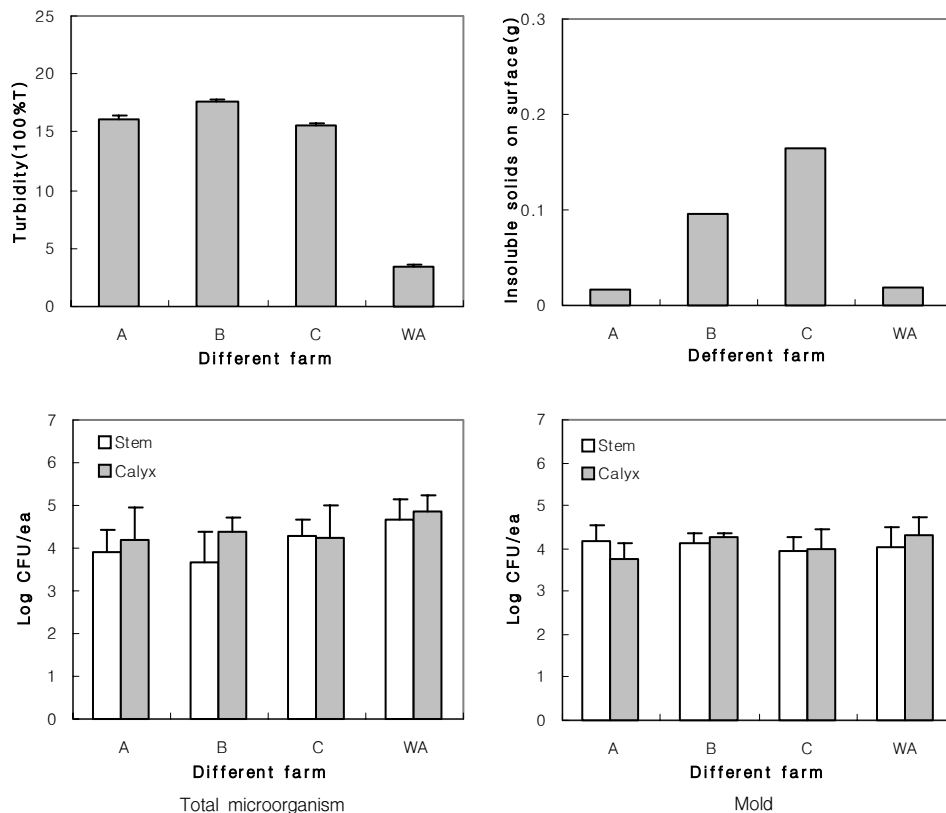 Turbidity(100%T)
25
20
15
10
5
0
A B C WA
Different farm
Insoluble solids on surface(g)
0.3
0.2
0.1
0
A B C WA
Defferent farm
Log CFU/ea
7
6
5
4
3
2
1
0
Stem
Calyx
A B C WA
Different farm
Total microorganism
Log CFU/ea
7
6
5
4
3
2
1
0
Stem
Calyx
A B C WA
Different farm
Mold